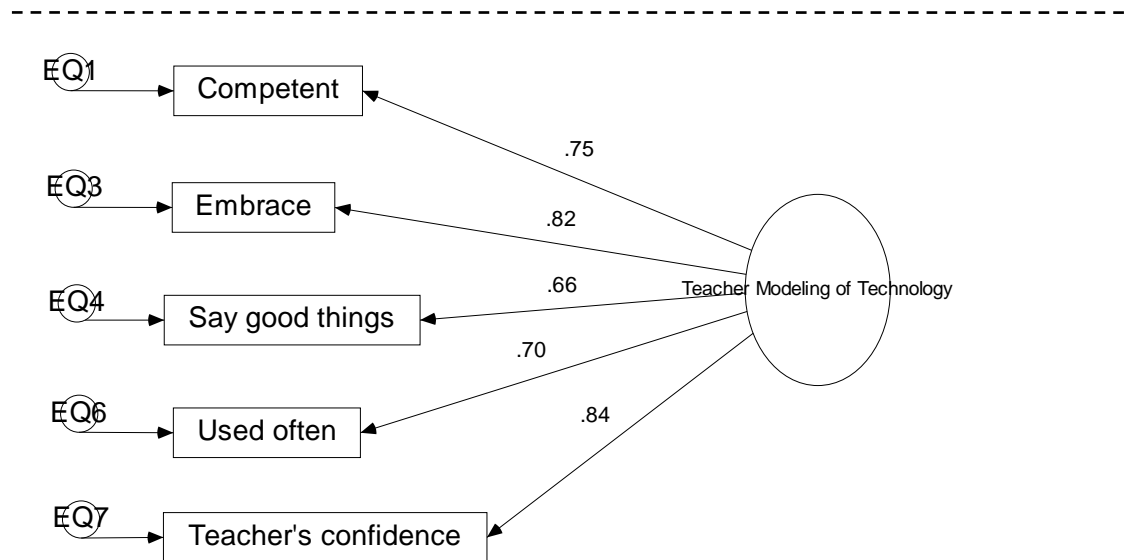 EQ1
Competent
.75
EQ3
Embrace
.82
Teacher Modeling of Technology
.66
EQ4
Say good things
.70
EQ6
Used often
.84
EQ7
Teacher's confidence